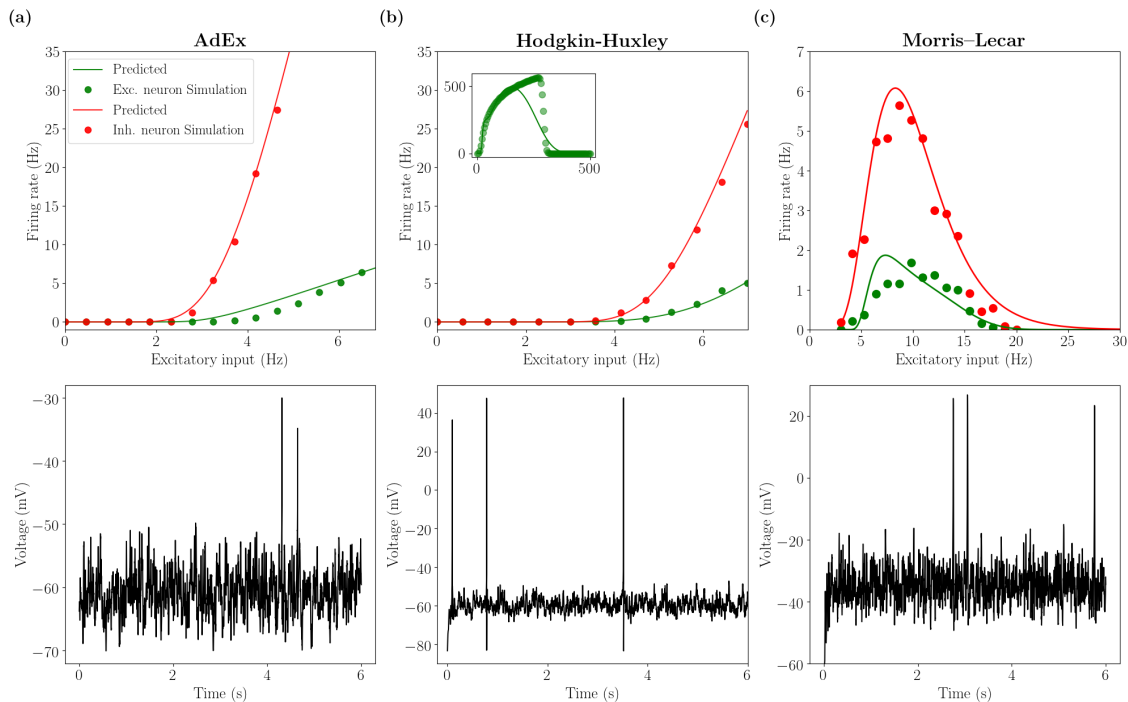 (a)
AdEx
Predicted
Exc. neuron Simulation
Predicted
Inh. neuron Simulation
Firing rate (Hz)
35
30
25
20
15
10
5
0
0 2 4 6
Excitatory input (Hz)
(b)
Hodgkin-Huxley
500
0
0 500
Firing rate (Hz)
35
30
25
20
15
10
5
0
0 2 4 6
Excitatory input (Hz)
(c)
Morris–Lecar
Firing rate (Hz)
7
6
5
4
3
2
1
0
0 5 10 15 20 25 30
Excitatory input (Hz)
Voltage (mV)
−30
−40
−50
−60
−70
0 2 4 6
Time (s)
Voltage (mV)
40
20
0
−20
−40
−60
−80
0 2 4 6
Time (s)
Voltage (mV)
20
0
−20
−40
−60
0 2 4 6
Time (s)